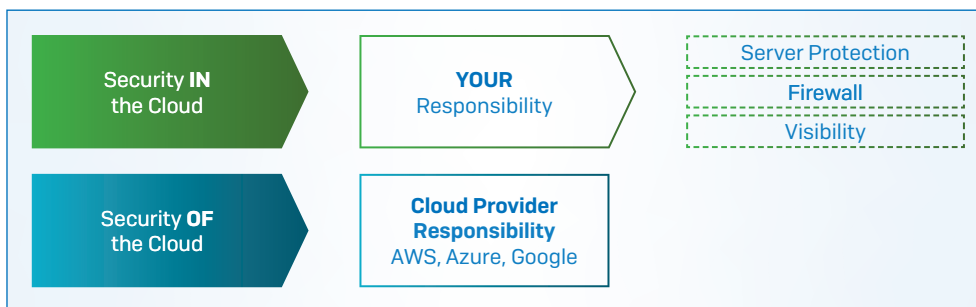 Security IN
the Cloud
YOUR
Responsibility
Server Protection
Firewall
Visibility
Security OF
the Cloud
Cloud Provider
Responsibility
AWS, Azure, Google